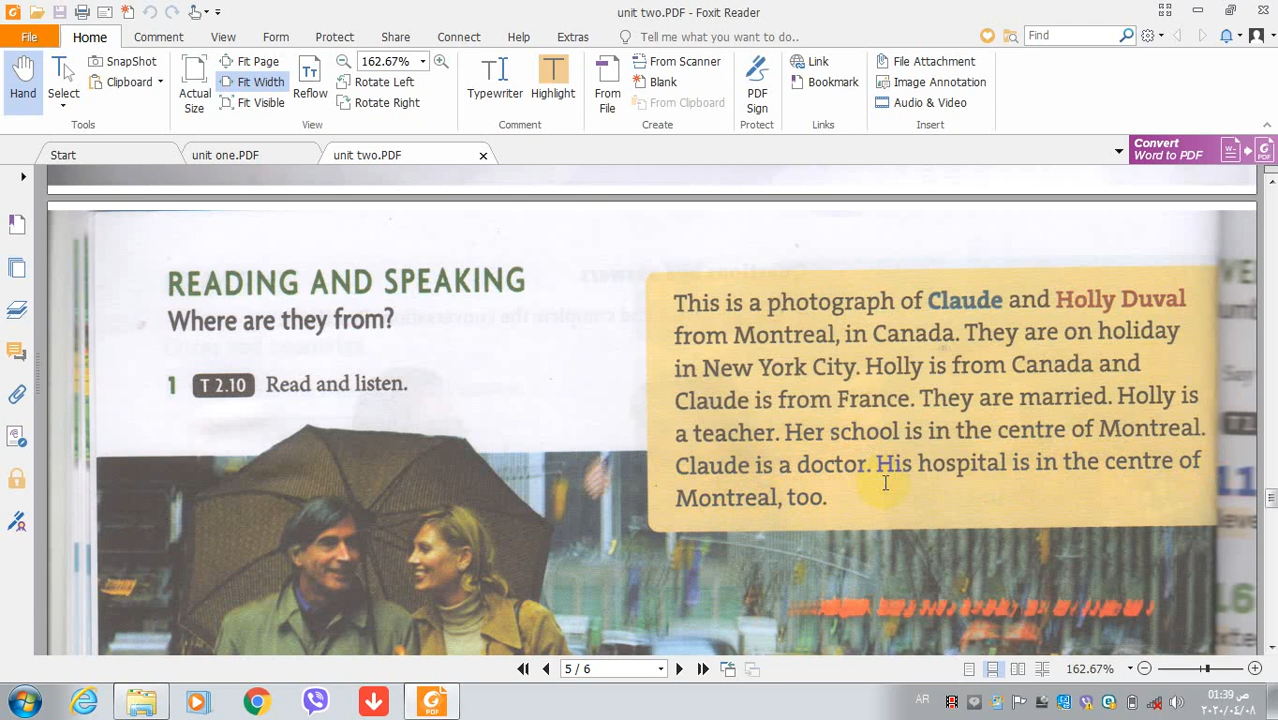 unit two.PDF - Foxit Reader
File
Home
Comment
View
Form
Protect
Share
Connect
Help
Extras
Tell me what you want to do..
Find
Hand
Select
SnapShot
Clipboard
Actual Size
Fit Page
Fit Width
Fit Visible
Reflow
162.67%
Rotate Left
Rotate Right
Typewriter
Highlight
From File
From Scanner
Blank
From Clipboard
PDF Sign
Link
Bookmark
File Attachment
Image Annotation
Audio & Video
Tools
View
Comment
Create
Protect
Links
Insert
Start
unit one.PDF
unit two.PDF
Convert
Word to PDF
READING AND SPEAKING
Where are they from?
1 T 2.10 Read and listen.
This is a photograph of Claude and Holly Duval
from Montreal, in Canada. They are on holiday
in New York City. Holly is from Canada and
Claude is from France. They are married. Holly is
a teacher. Her school is in the centre of Montreal.
Claude is a doctor. His hospital is in the centre of
Montreal, too.
5 / 6
162.67%
AR
01:39 ص
٢٠٢٠/٠٤/٠٨